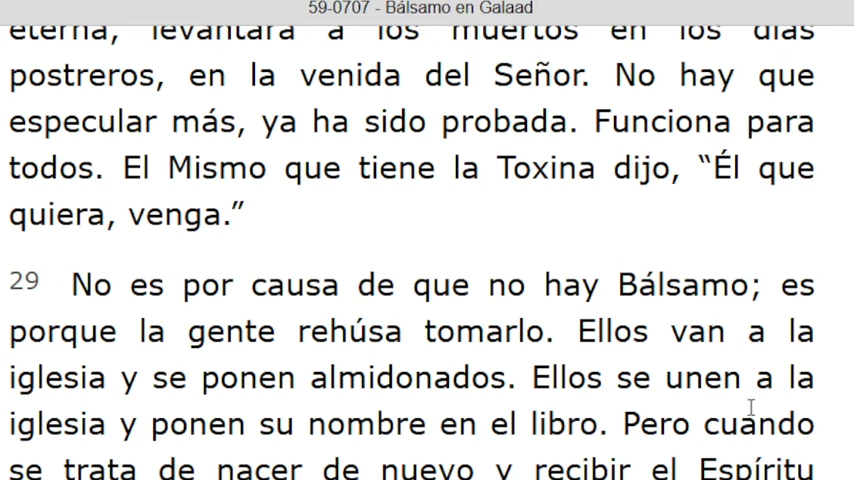 59-0707 - Bálsamo en Galaad
eterna, levantará a los muertos en los días
postreros, en la venida del Señor. No hay que
especular más, ya ha sido probada. Funciona para
todos. El Mismo que tiene la Toxina dijo, “Él que
quiera, venga.”
29 No es por causa de que no hay Bálsamo; es
porque la gente rehúsa tomarlo. Ellos van a la
iglesia y se ponen almidonados. Ellos se unen a la
iglesia y ponen su nombre en el libro. Pero cuando
se trata de nacer de nuevo y recibir el Espíritu